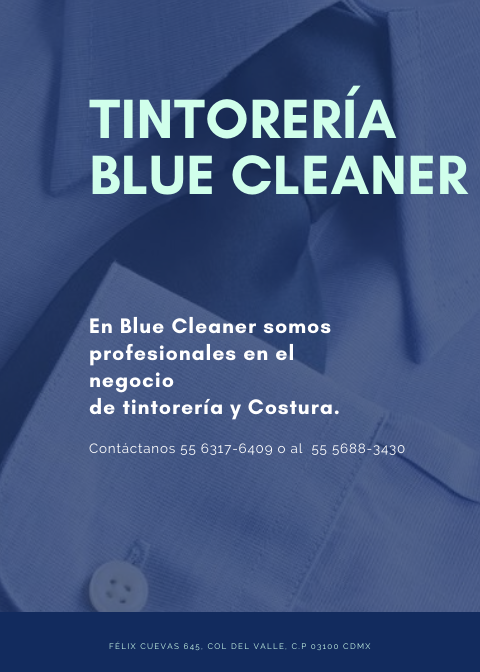 TINTORERÍA
BLUE CLEANER
En Blue Cleaner somos
profesionales en el
negocio
de tintorería y Costura.
Contáctanos 55 6317-6409 o al  55 5688-3430
FÉLIX CUEVAS 645, COL DEL VALLE, C.P 03100 CDMX